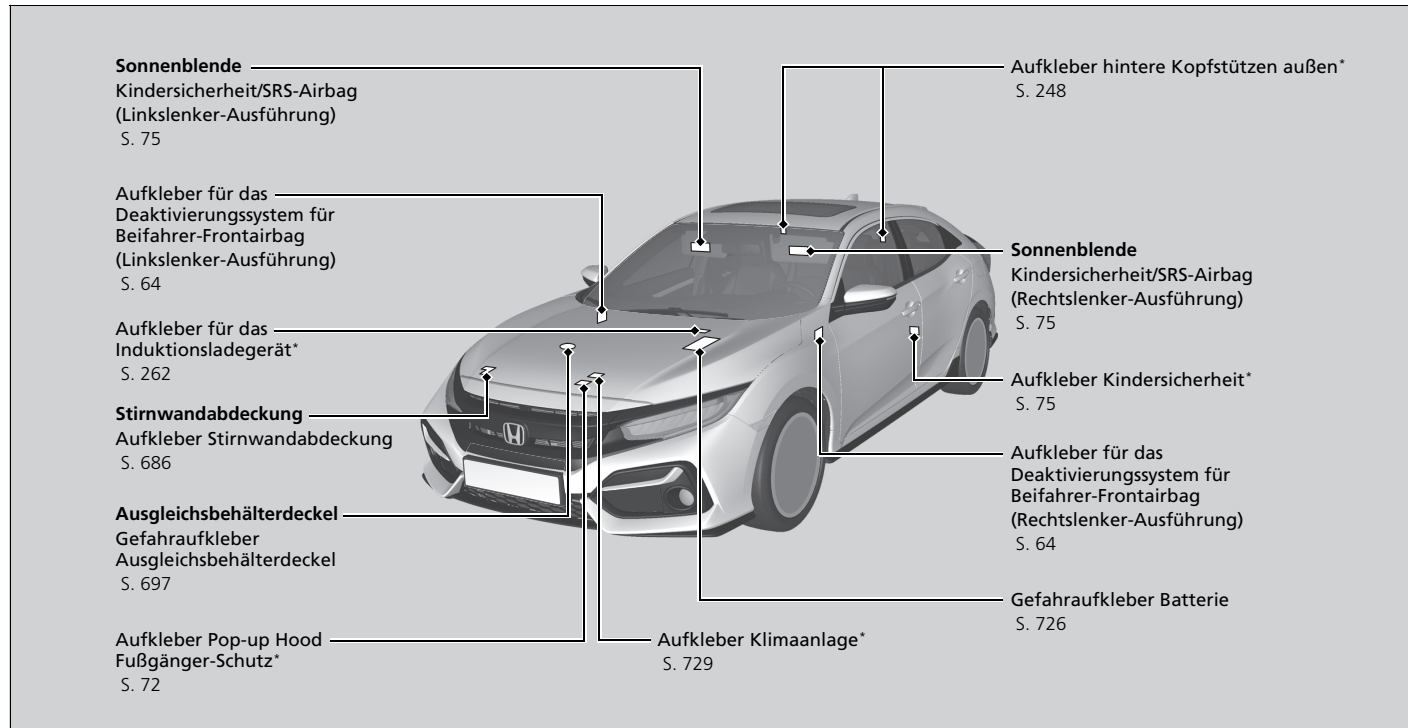 Sonnenblende
Kindersicherheit/SRS-Airbag
(Linkslenker-Ausführung)
S. 75
Aufkleber für das
Deaktivierungssystem für
Beifahrer-Frontairbag
(Linkslenker-Ausführung)
S. 64
Aufkleber für das
Induktionsladegerät*
S. 262
Stirnwandabdeckung
Aufkleber Stirnwandabdeckung
S. 686
Ausgleichsbehälterdeckel
Gefahraufkleber
Ausgleichsbehälterdeckel
S. 697
Aufkleber Pop-up Hood
Fußgänger-Schutz*
S. 72
Aufkleber Klimaanlage*
S. 729
Aufkleber hintere Kopfstützen außen*
S. 248
Sonnenblende
Kindersicherheit/SRS-Airbag
(Rechtslenker-Ausführung)
S. 75
Aufkleber Kindersicherheit*
S. 75
Aufkleber für das
Deaktivierungssystem für
Beifahrer-Frontairbag
(Rechtslenker-Ausführung)
S. 64
Gefahraufkleber Batterie
S. 726